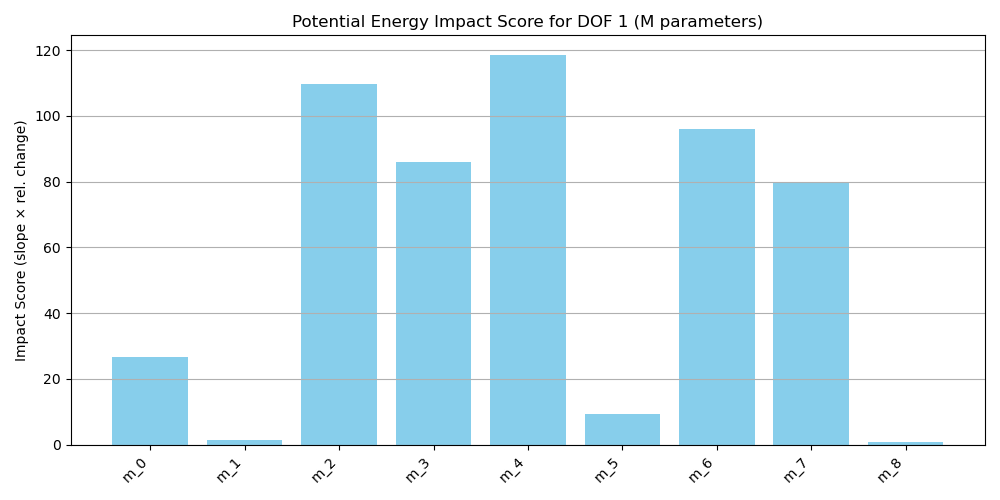 Potential Energy Impact Score for DOF 1 (M parameters)
Impact Score (slope × rel. change)
120
100
80
60
40
20
0
m_0
m_1
m_2
m_3
m_4
m_5
m_6
m_7
m_8